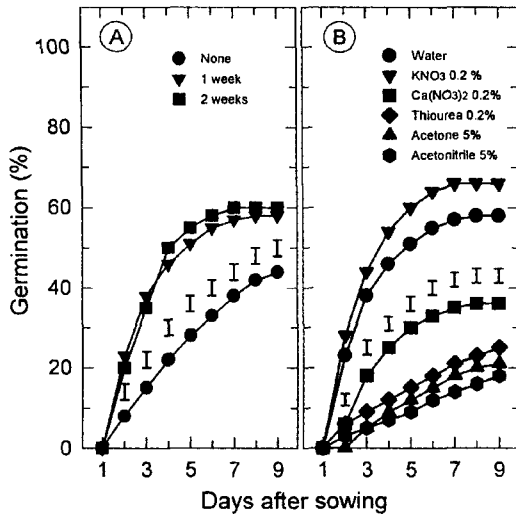 A
None
1 week
2 weeks
B
Water
KNO3 0.2 %
Ca(NO3)2 0.2%
Thiourea 0.2%
Acetone 5%
Acetonitrile 5%
Germination (%)
100
80
60
40
20
0
1 3 5 7 9 1 3 5 7 9
Days after sowing